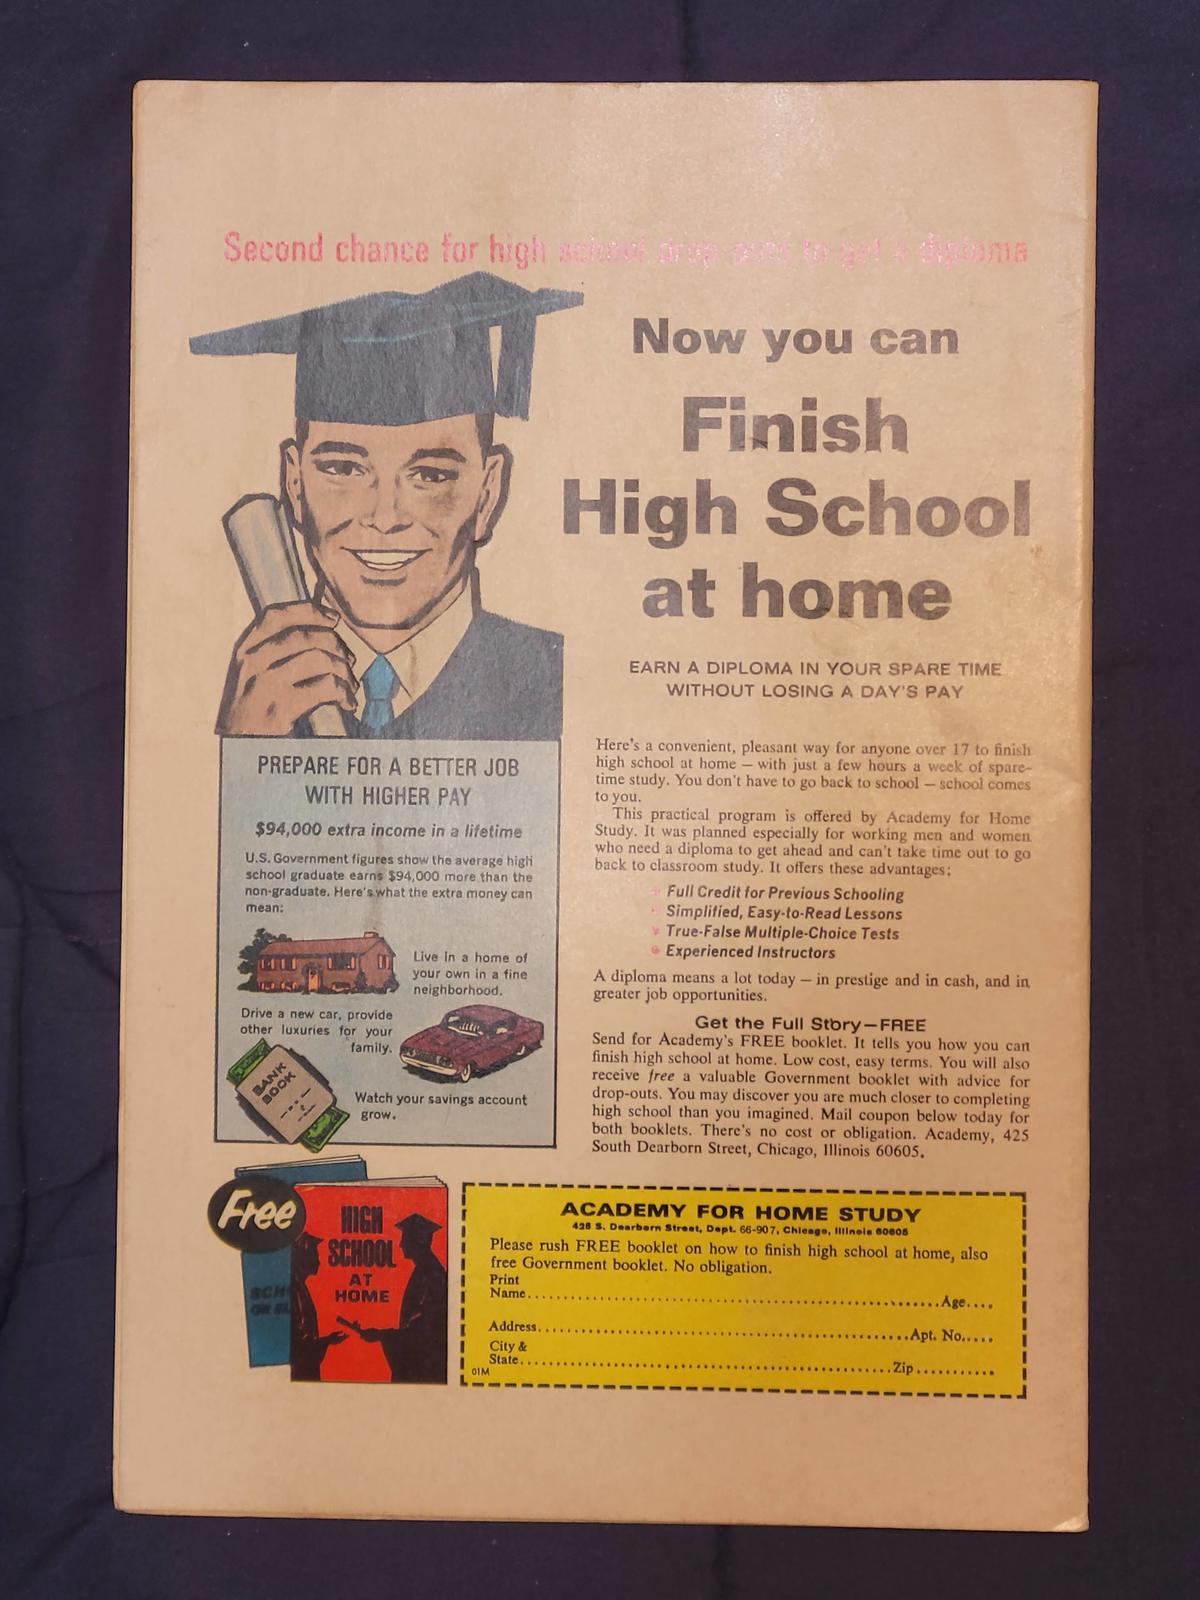 Second chance for high school drop-outs to get a diploma
Now you can
Finish
High School
at home
EARN A DIPLOMA IN YOUR SPARE TIME
WITHOUT LOSING A DAY'S PAY
PREPARE FOR A BETTER JOB
WITH HIGHER PAY
$94,000 extra income in a lifetime
U.S. Government figures show the average high
school graduate earns $94,000 more than the
non-graduate. Here's what the extra money can
mean:
Live in a home of
your own in a fine
neighborhood.
Drive a new car, provide
other luxuries for your
family.
BANK
BOOK
Watch your savings account
grow.
Here's a convenient, pleasant way for anyone over 17 to finish
high school at home — with just a few hours a week of spare-
time study. You don't have to go back to school — school comes
to you.
This practical program is offered by Academy for Home
Study. It was planned especially for working men and women
who need a diploma to get ahead and can't take time out to go
back to classroom study. It offers these advantages:
Full Credit for Previous Schooling
Simplified, Easy-to-Read Lessons
True-False Multiple-Choice Tests
Experienced Instructors
A diploma means a lot today — in prestige and in cash, and in
greater job opportunities.
Get the Full Story—FREE
Send for Academy's FREE booklet. It tells you how you can
finish high school at home. Low cost, easy terms. You will also
receive free a valuable Government booklet with advice for
drop-outs. You may discover you are much closer to completing
high school than you imagined. Mail coupon below today for
both booklets. There's no cost or obligation. Academy, 425
South Dearborn Street, Chicago, Illinois 60605.
Free
HIGH
SCHOOL
AT
HOME
ACADEMY FOR HOME STUDY
425 S. Dearborn Street, Dept. 66-907, Chicago, Illinois 60605
Please rush FREE booklet on how to finish high school at home, also
free Government booklet. No obligation.
Print
Name..........Age....
Address..........Apt. No.....
City &
State..........Zip..........
01M